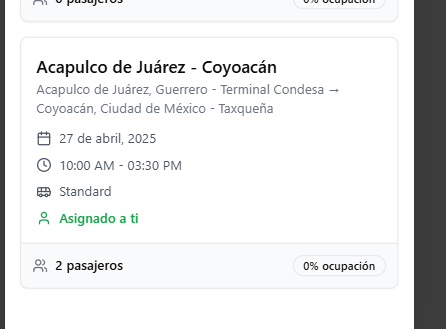 6 pasajeros
0% ocupación
Acapulco de Juárez - Coyoacán
Acapulco de Juárez, Guerrero - Terminal Condesa →
Coyoacán, Ciudad de México - Taxqueña
27 de abril, 2025
10:00 AM - 03:30 PM
Standard
Asignado a ti
2 pasajeros
0% ocupación